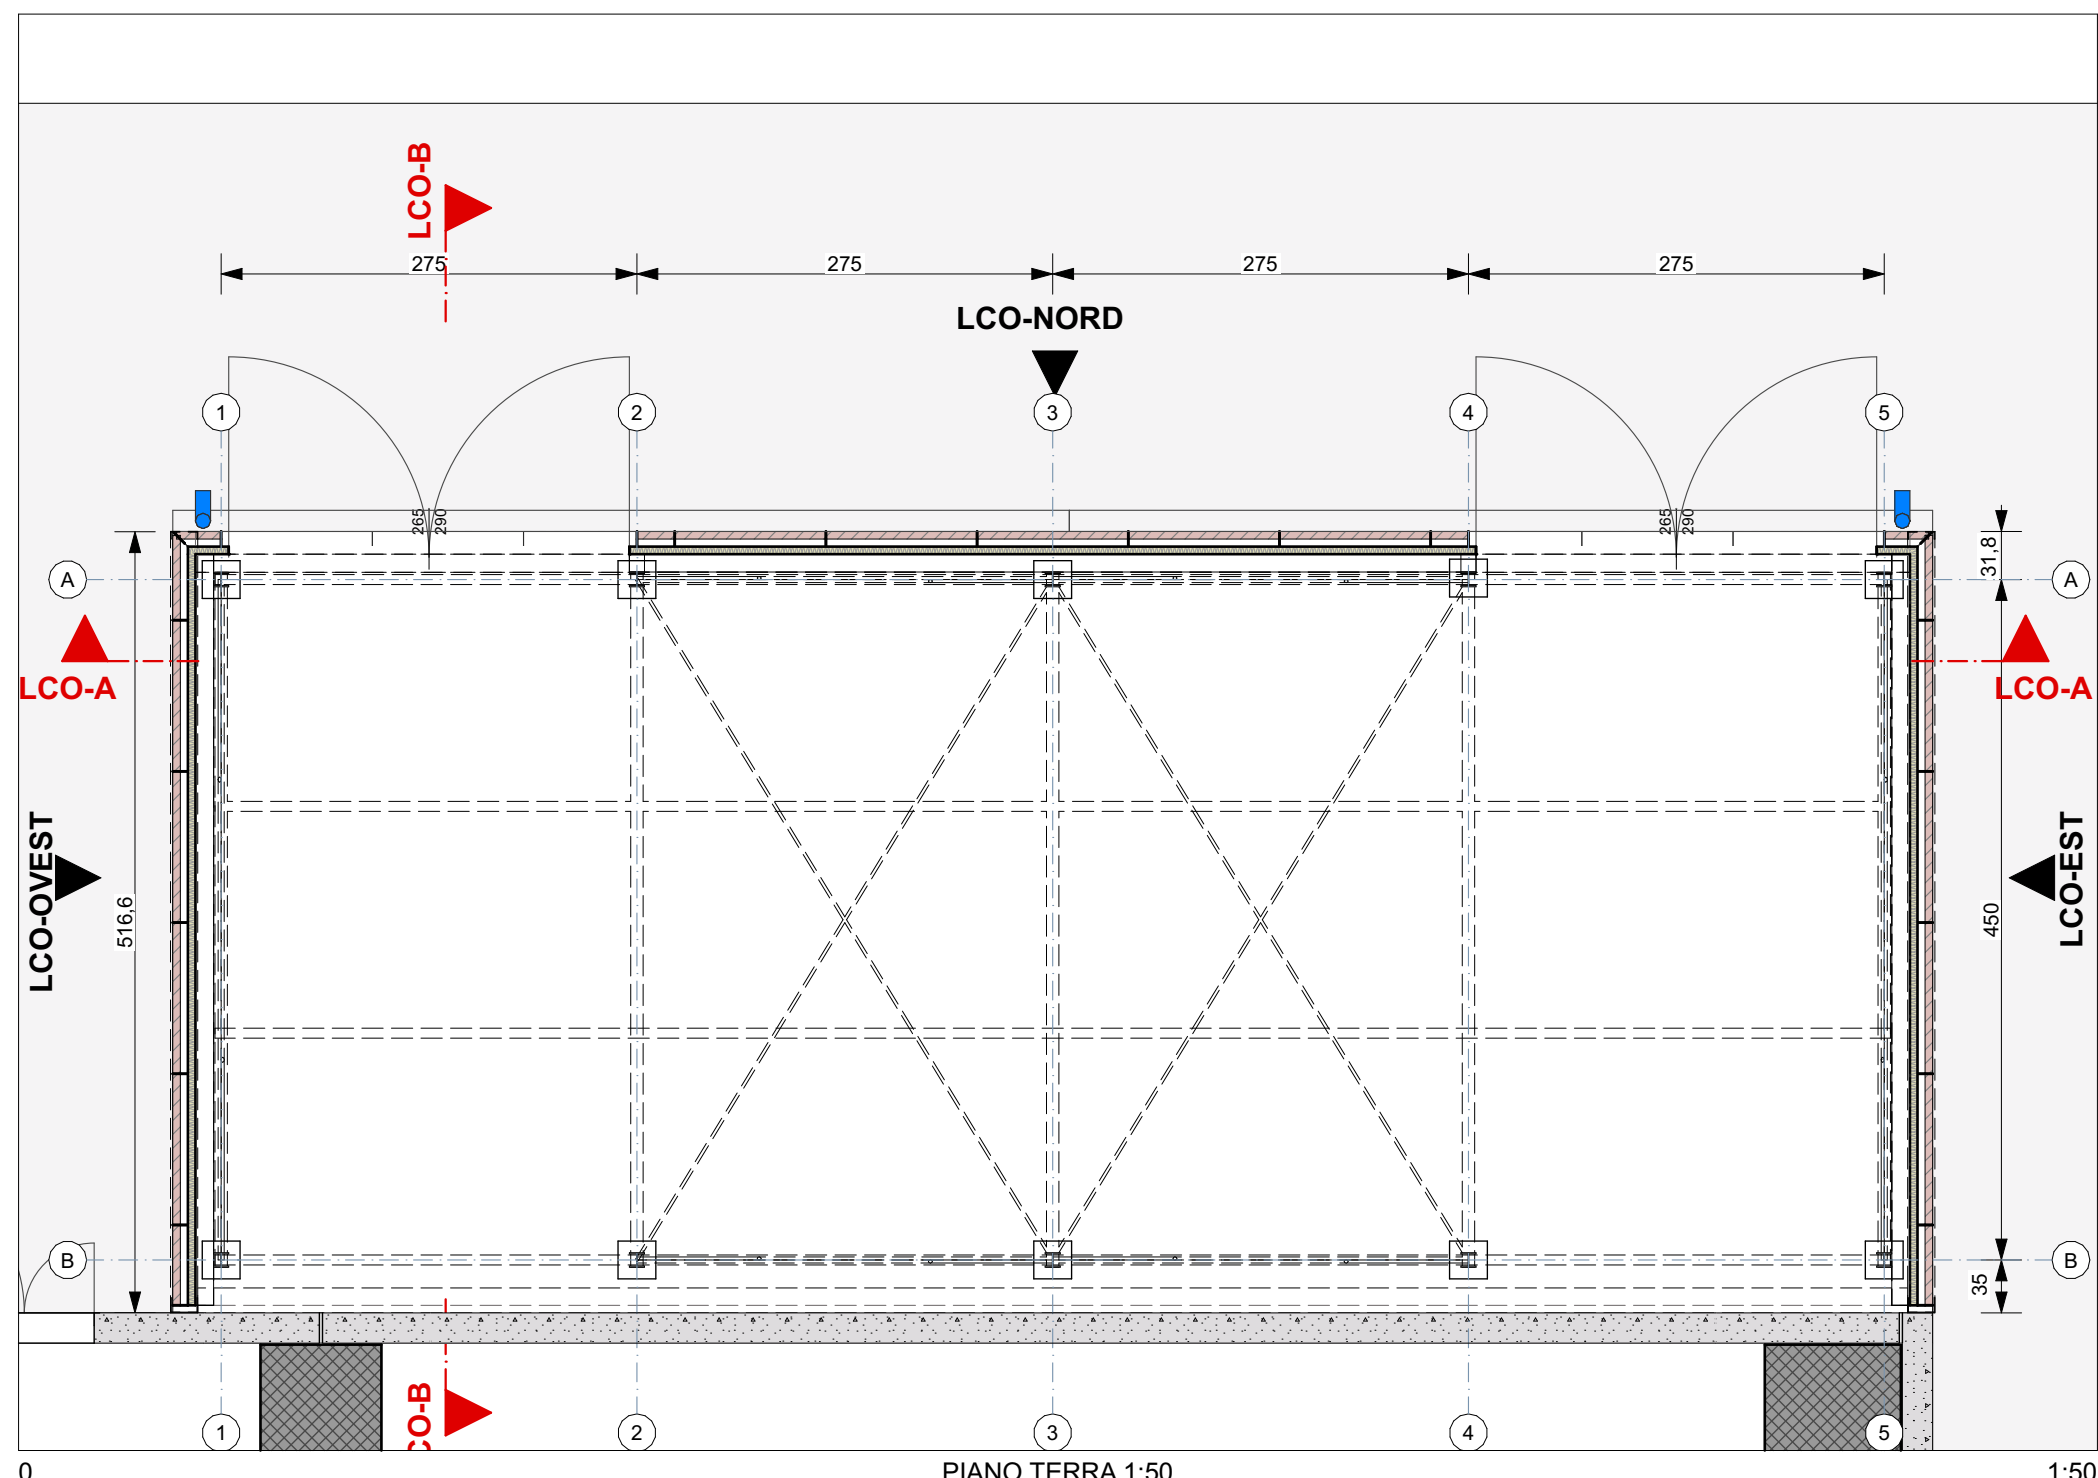 LCO-B
275 275 275 275
LCO-NORD
1 2 3 4 5
265 290 265 290
31,8
A A
LCO-A LCO-A
LCO-OVEST
516,6
450
LCO-EST
B B
35
CO-B
1 2 3 4 5
0 PIANO TERRA 1:50 1:50